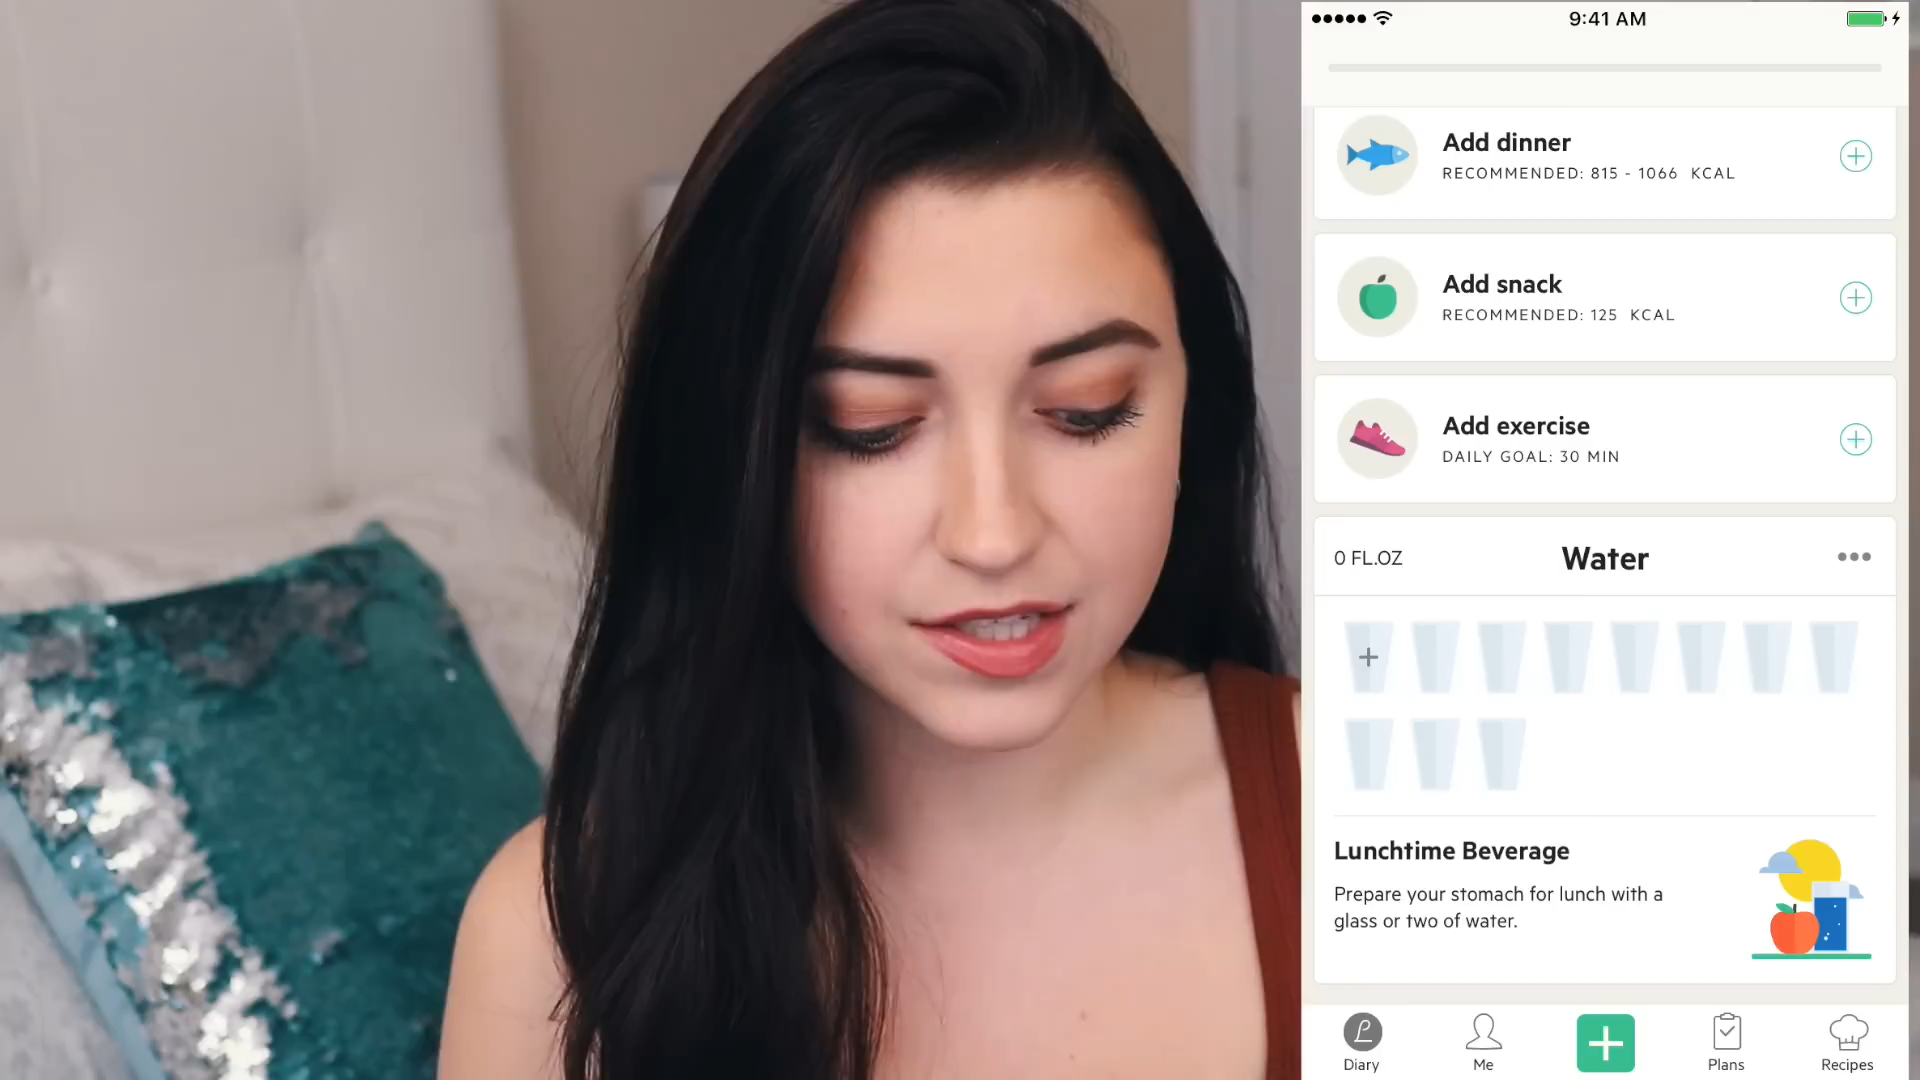 9:41 AM
Add dinner
RECOMMENDED: 815 - 1066 KCAL
Add snack
RECOMMENDED: 125 KCAL
Add exercise
DAILY GOAL: 30 MIN
0 FL.OZ
Water
Lunchtime Beverage
Prepare your stomach for lunch with a
glass or two of water.
Diary
Me
Plans
Recipes